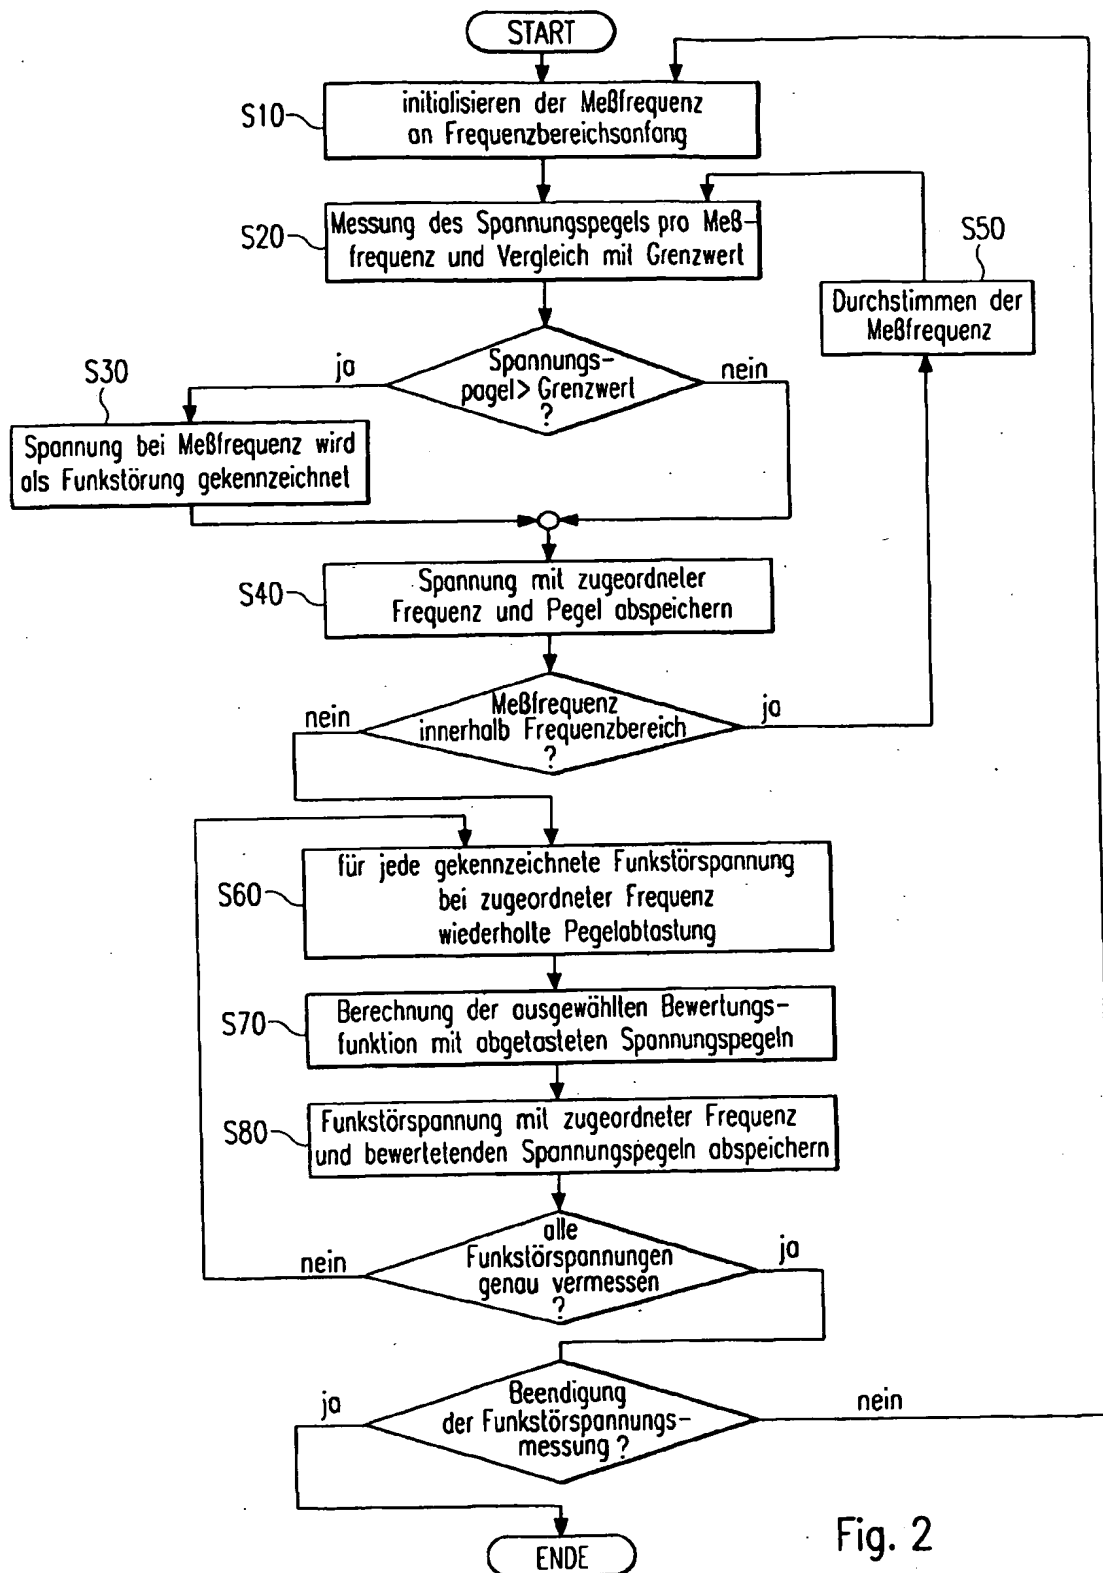 START
S10
initialisieren der Meßfrequenz
an Frequenzbereichsanfang
S20
Messung des Spannungspegels pro Meß-
frequenz und Vergleich mit Grenzwert
S50
Durchstimmen der
Meßfrequenz
ja
Spannungs-
pagel> Grenzwert
?
nein
S30
Spannung bei Meßfrequenz wird
als Funkstörung gekennzeichnet
S40
Spannung mit zugeordneler
Frequenz und Pegel abspeichern
nein
Meßfrequenz
innerhalb Frequenzbereich
?
ja
S60
für jede gekennzeichnete Funkstörspannung
bei zugeordneter Frequenz
wiederholte Pegelabtastung
S70
Berechnung der ausgewählten Bewertungs-
funktion mit abgetasteten Spannungspegeln
S80
Funkstörspannung mit zugeordneter Frequenz
und bewertetenden Spannungspegeln abspeichern
nein
alle
Funkstörspannungen
genau vermessen
?
ja
ja
Beendigung
der Funkstörspannungs-
messung ?
nein
ENDE
Fig. 2